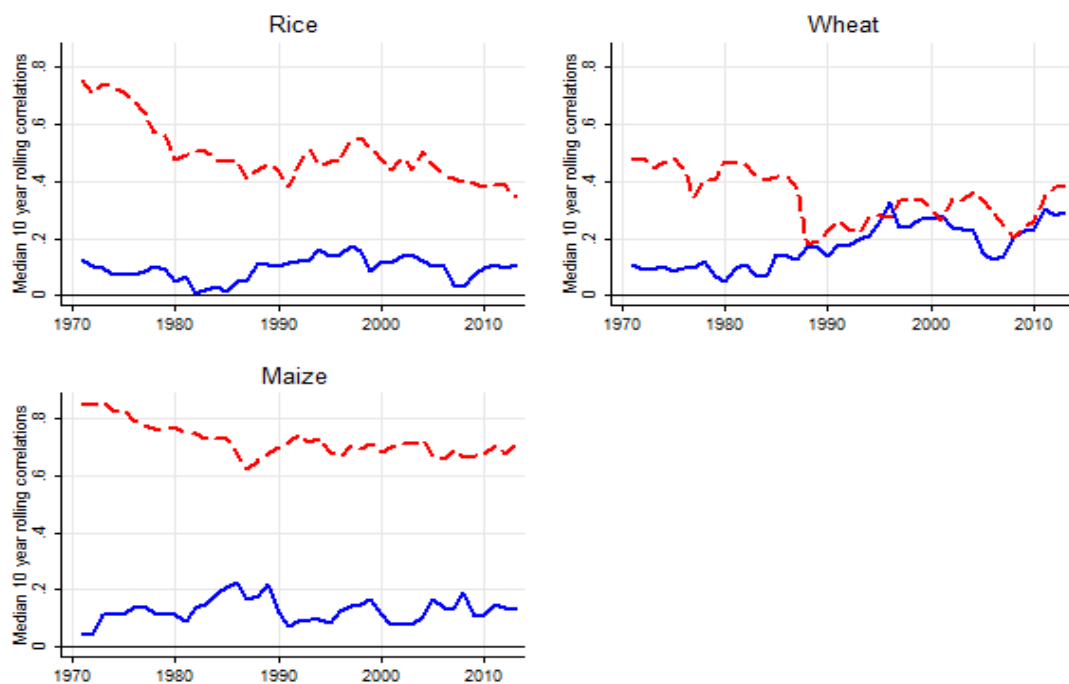 Rice
Median 10 year rolling correlations
0 .2 .4 .6 .8
1970 1980 1990 2000 2010
Wheat
Median 10 year rolling correlations
0 .2 .4 .6 .8
1970 1980 1990 2000 2010
Maize
Median 10 year rolling correlations
0 .2 .4 .6 .8
1970 1980 1990 2000 2010